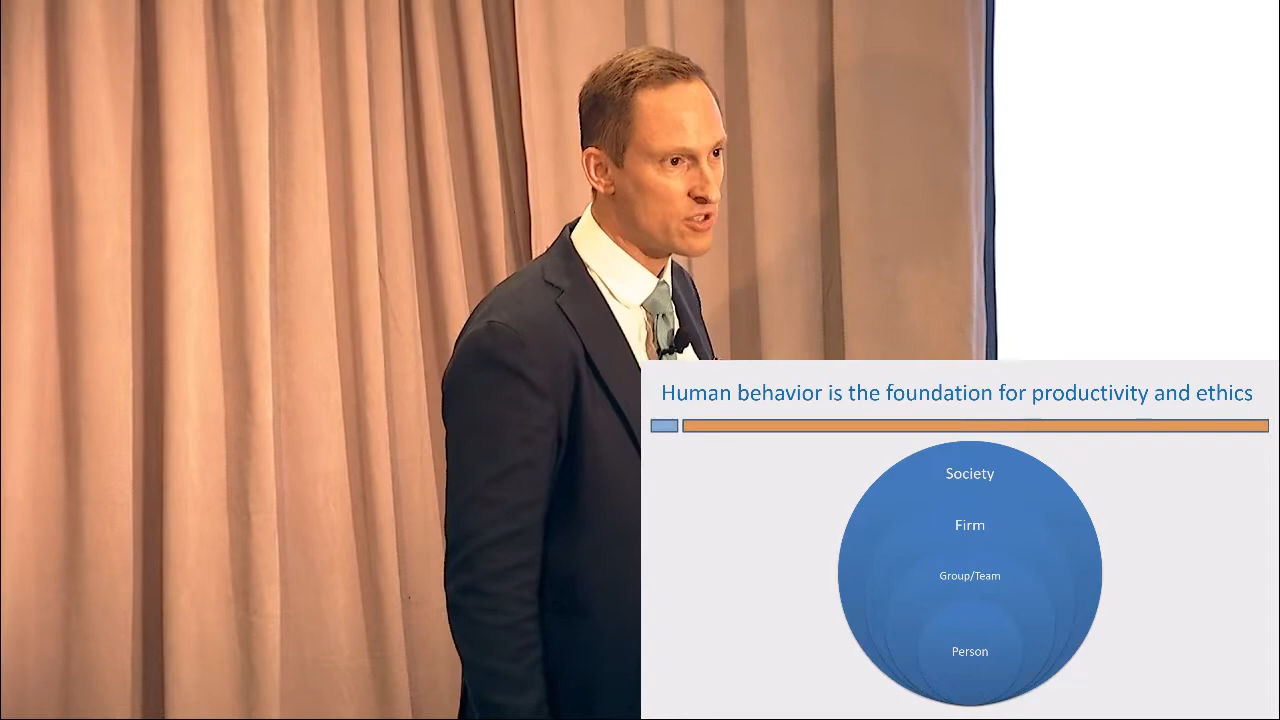 Human behavior is the foundation for productivity and ethics
Society
Firm
Group/Team
Person